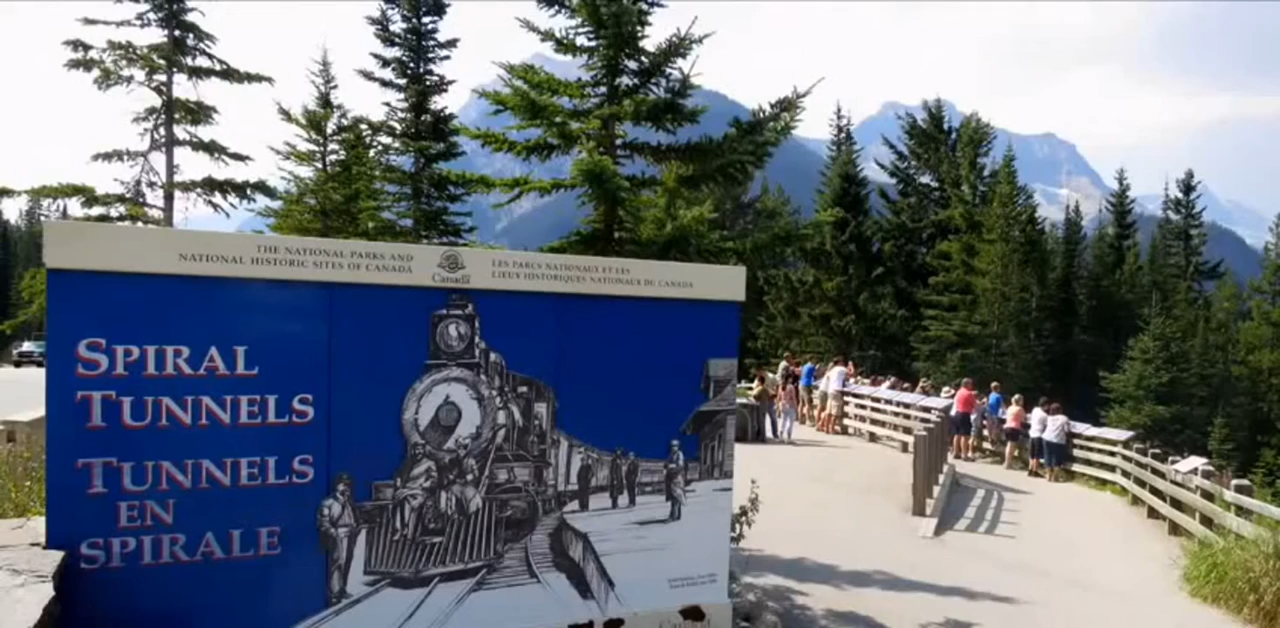 THE NATIONAL PARKS AND
NATIONAL HISTORIC SITES OF CANADA
Canada
LES PARCS NATIONAUX ET LES
LIEUX HISTORIQUES NATIONAUX DU CANADA
SPIRAL
TUNNELS
TUNNELS
EN
SPIRALE